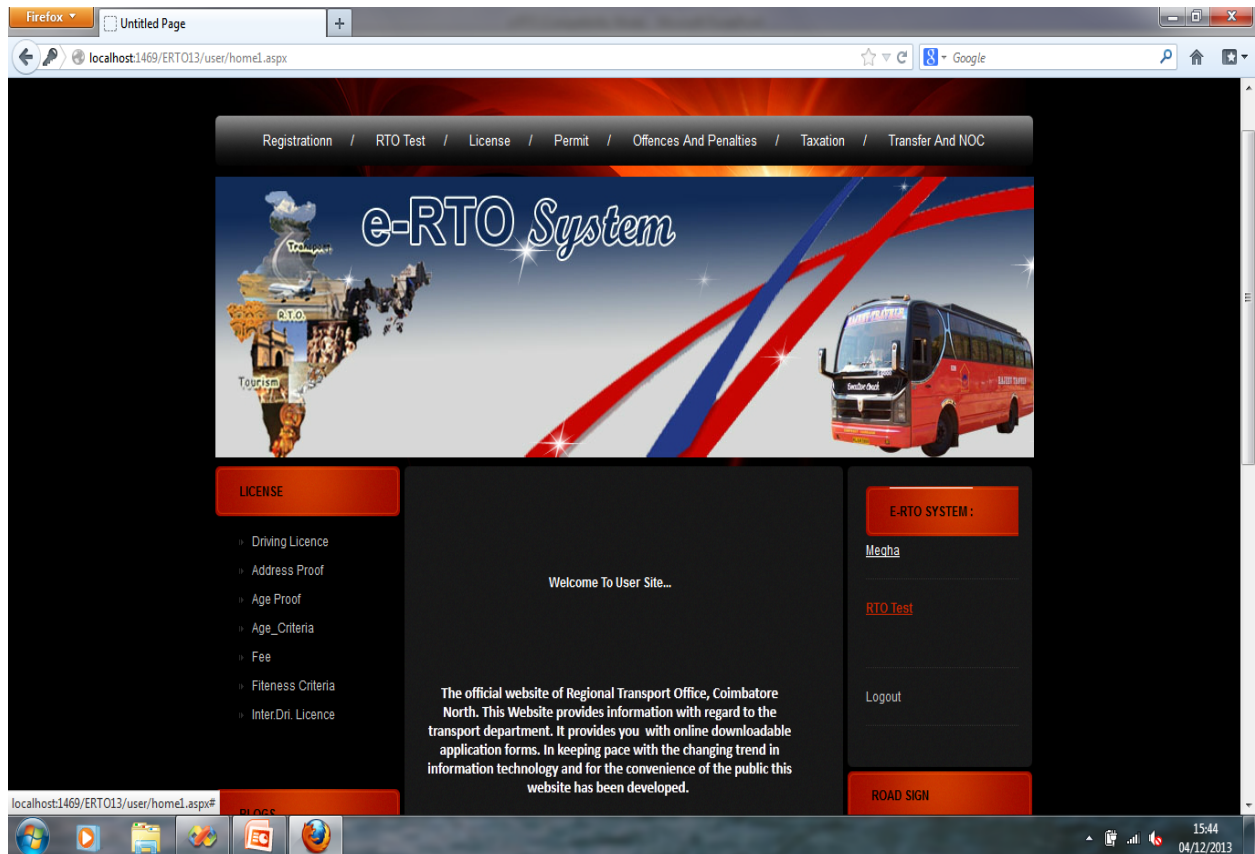 Firefox
Untitled Page
+
localhost:1469/ERTO13/user/home1.aspx
Google
Registrationn / RTO Test / License / Permit / Offences And Penalties / Taxation / Transfer And NOC
e-RTO System
Transport
R.T.O.
Tourism
RAJESH TRAVELS
LICENSE
Driving Licence
Address Proof
Age Proof
Age_Criteria
Fee
Fiteness Criteria
Inter.Dri. Licence
BLOGS
Welcome To User Site...
The official website of Regional Transport Office, Coimbatore
North. This Website provides information with regard to the
transport department. It provides you with online downloadable
application forms. In keeping pace with the changing trend in
information technology and for the convenience of the public this
website has been developed.
E-RTO SYSTEM :
Megha
RTO Test
Logout
ROAD SIGN
localhost:1469/ERTO13/user/home1.aspx#
15:44
04/12/2013